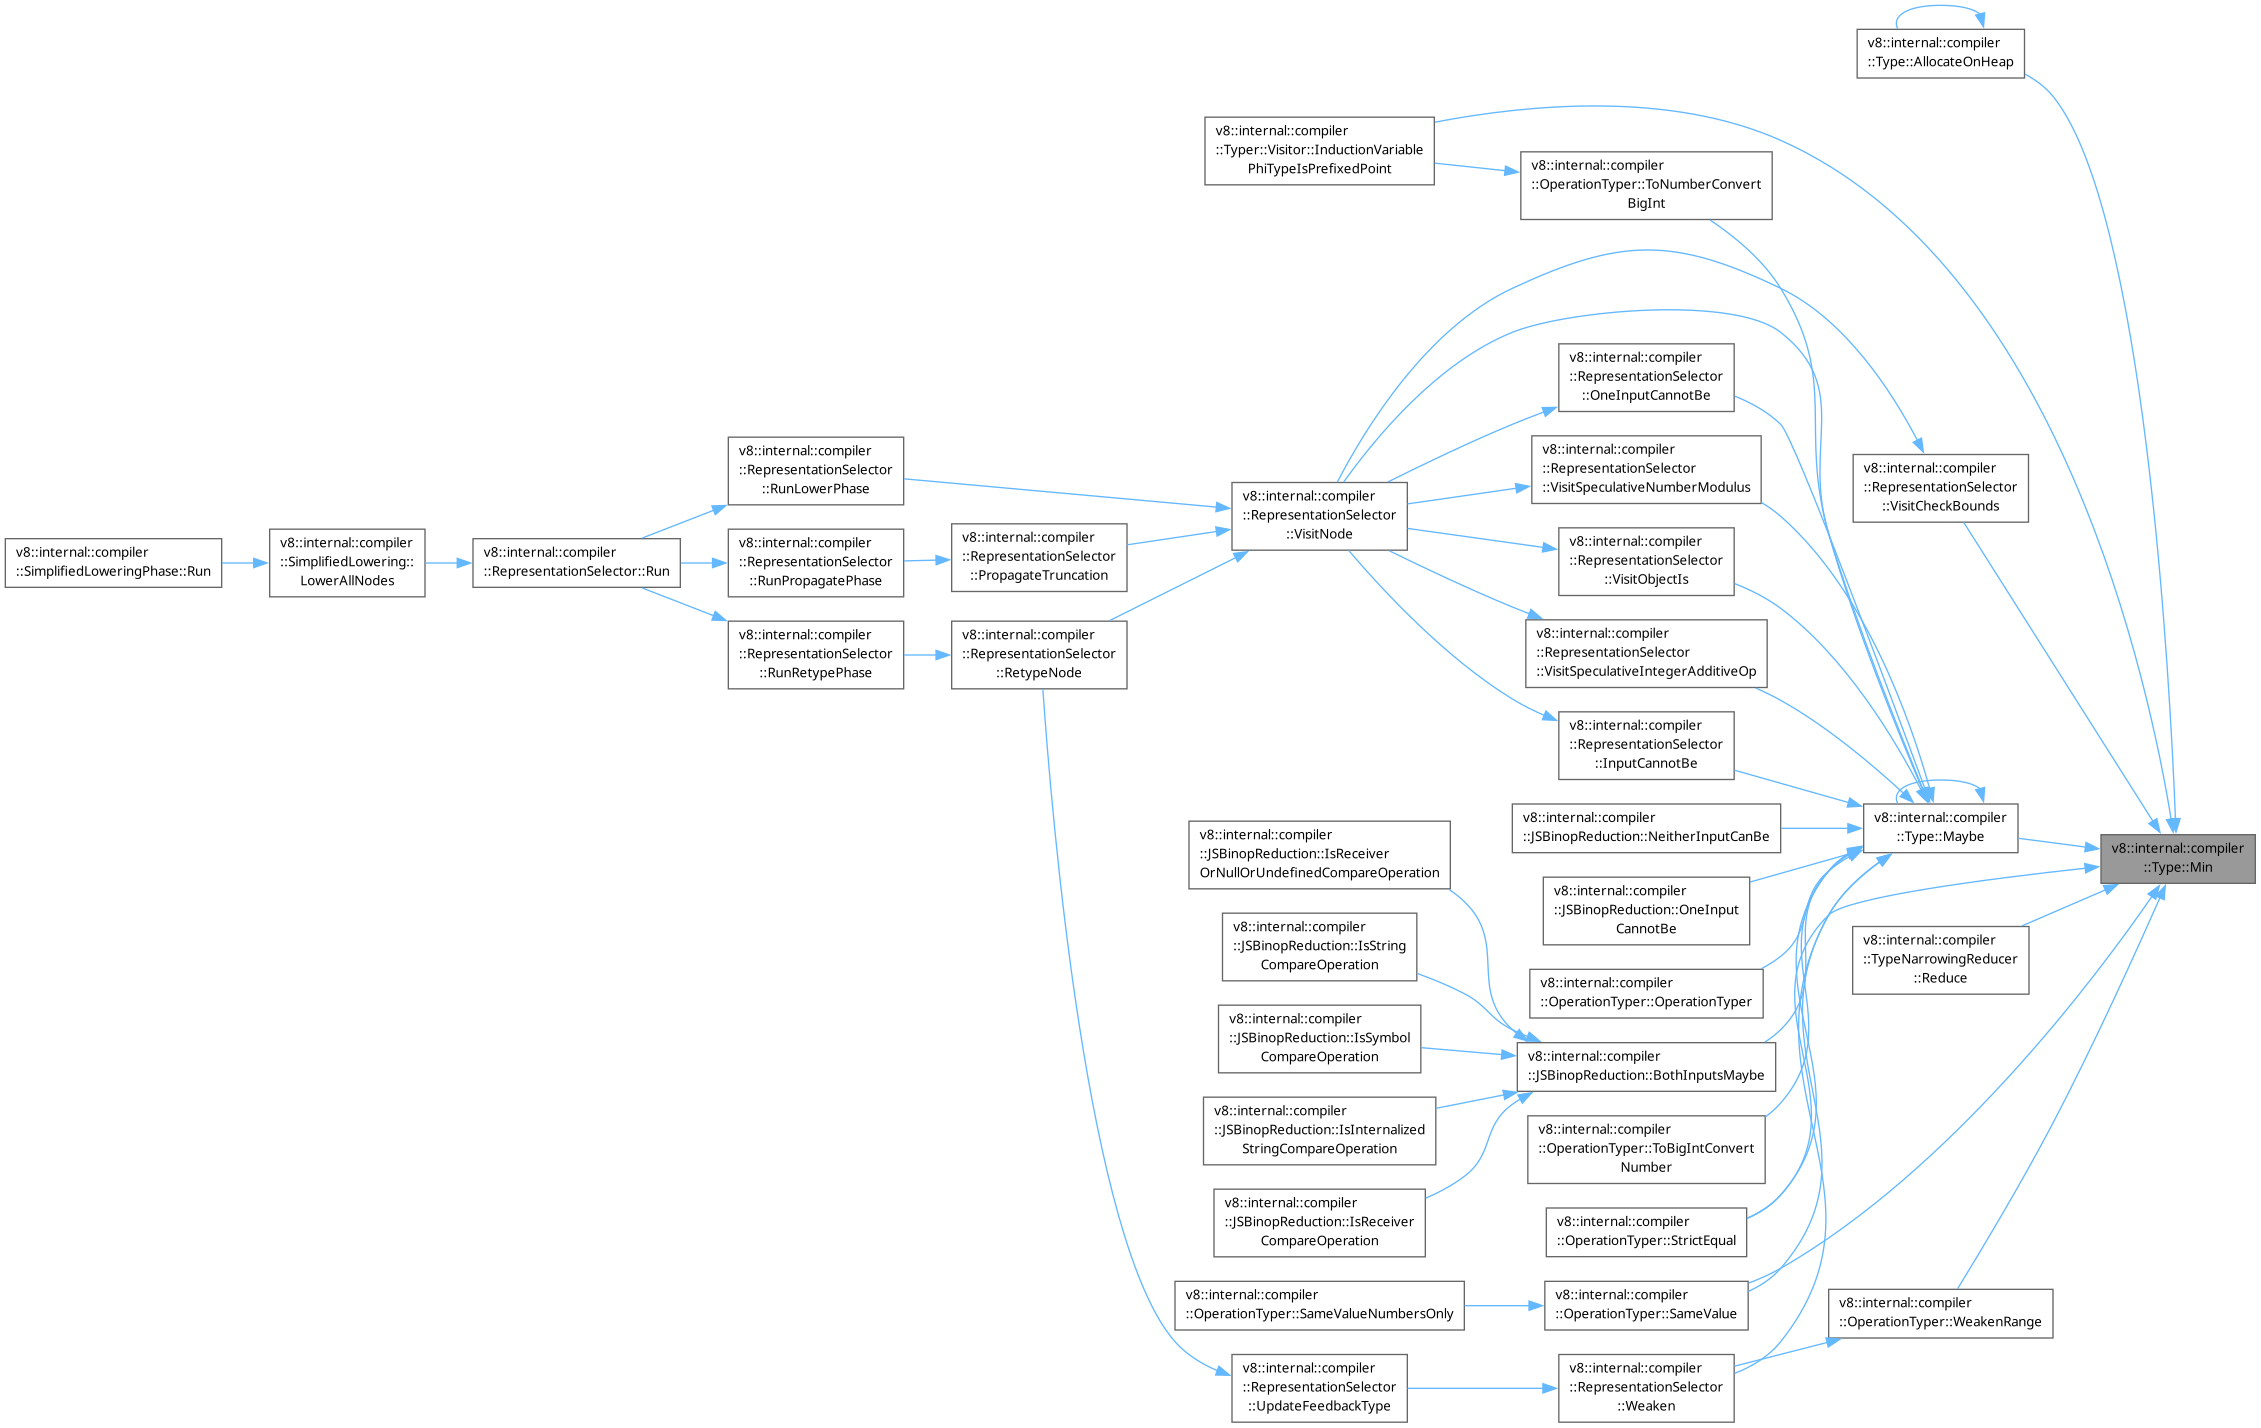 v8::internal::compiler
::Type::AllocateOnHeap
v8::internal::compiler
::Typer::Visitor::InductionVariable
PhiTypeIsPrefixedPoint
v8::internal::compiler
::OperationTyper::ToNumberConvert
BigInt
v8::internal::compiler
::RepresentationSelector
::OneInputCannotBe
v8::internal::compiler
::RepresentationSelector
::VisitSpeculativeNumberModulus
v8::internal::compiler
::RepresentationSelector
::VisitCheckBounds
v8::internal::compiler
::RepresentationSelector
::RunLowerPhase
v8::internal::compiler
::RepresentationSelector
::VisitNode
v8::internal::compiler
::SimplifiedLoweringPhase::Run
v8::internal::compiler
::SimplifiedLowering::
LowerAllNodes
v8::internal::compiler
::RepresentationSelector::Run
v8::internal::compiler
::RepresentationSelector
::RunPropagatePhase
v8::internal::compiler
::RepresentationSelector
::PropagateTruncation
v8::internal::compiler
::RepresentationSelector
::VisitObjectIs
v8::internal::compiler
::RepresentationSelector
::RunRetypePhase
v8::internal::compiler
::RepresentationSelector
::RetypeNode
v8::internal::compiler
::RepresentationSelector
::VisitSpeculativeIntegerAdditiveOp
v8::internal::compiler
::RepresentationSelector
::InputCannotBe
v8::internal::compiler
::JSBinopReduction::NeitherInputCanBe
v8::internal::compiler
::Type::Maybe
v8::internal::compiler
::Type::Min
v8::internal::compiler
::JSBinopReduction::IsReceiver
OrNullOrUndefinedCompareOperation
v8::internal::compiler
::JSBinopReduction::OneInput
CannotBe
v8::internal::compiler
::JSBinopReduction::IsString
CompareOperation
v8::internal::compiler
::TypeNarrowingReducer
::Reduce
v8::internal::compiler
::OperationTyper::OperationTyper
v8::internal::compiler
::JSBinopReduction::IsSymbol
CompareOperation
v8::internal::compiler
::JSBinopReduction::BothInputsMaybe
v8::internal::compiler
::JSBinopReduction::IsInternalized
StringCompareOperation
v8::internal::compiler
::OperationTyper::ToBigIntConvert
Number
v8::internal::compiler
::JSBinopReduction::IsReceiver
CompareOperation
v8::internal::compiler
::OperationTyper::StrictEqual
v8::internal::compiler
::OperationTyper::SameValueNumbersOnly
v8::internal::compiler
::OperationTyper::SameValue
v8::internal::compiler
::OperationTyper::WeakenRange
v8::internal::compiler
::RepresentationSelector
::UpdateFeedbackType
v8::internal::compiler
::RepresentationSelector
::Weaken